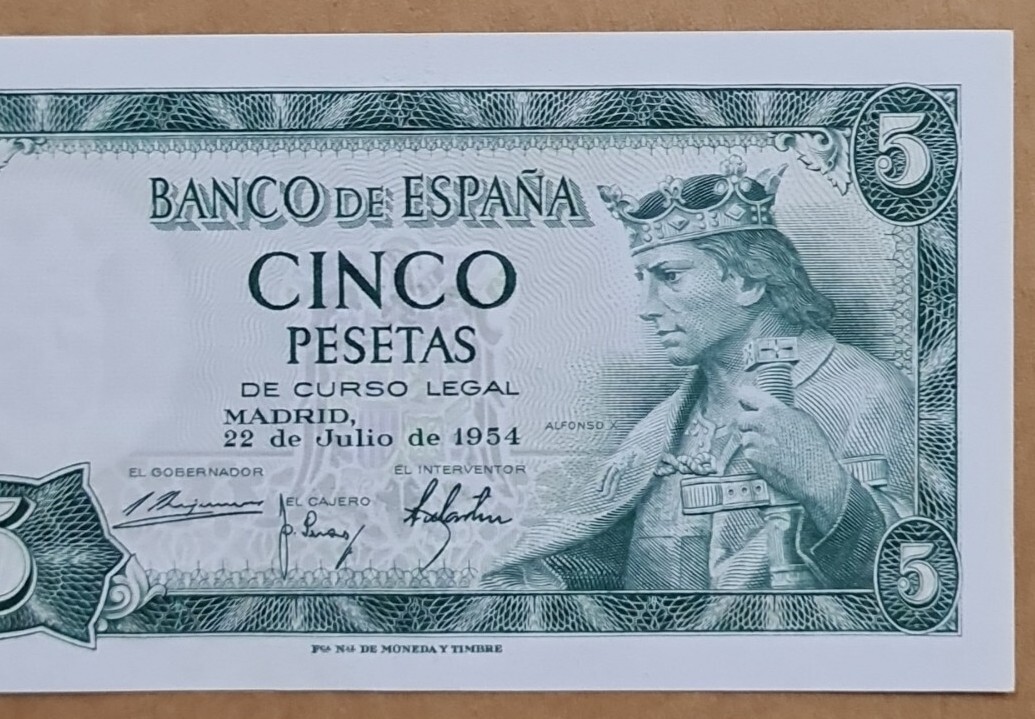 5
BANCO DE ESPAÑA
CINCO
PESETAS
DE CURSO LEGAL
MADRID,
22 de Julio de 1954
ALFONSO X
EL GOBERNADOR
EL INTERVENTOR
EL CAJERO
5
5
Fca Nal DE MONEDA Y TIMBRE